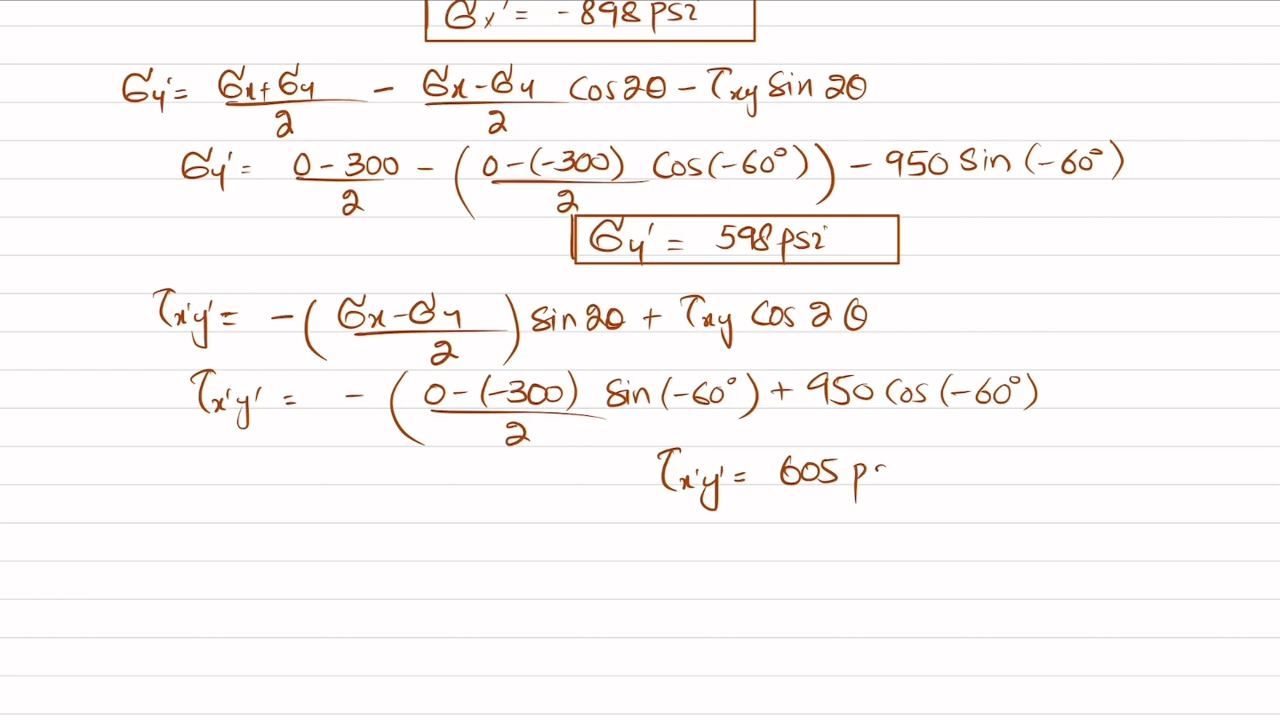 σx' = -898 psi
σy' = (σx+σy)/2 - (σx-σy)/2 Cos2θ - τxy Sin 2θ
σy' = (0-300)/2 - ((0-(-300))/2 Cos(-60°)) - 950 Sin (-60°)
σy' = 598 psi
τx'y' = -((σx-σy)/2) Sin2θ + τxy Cos 2θ
τx'y' = -((0-(-300))/2 Sin(-60°) + 950 Cos(-60°)
τx'y' = 605 p